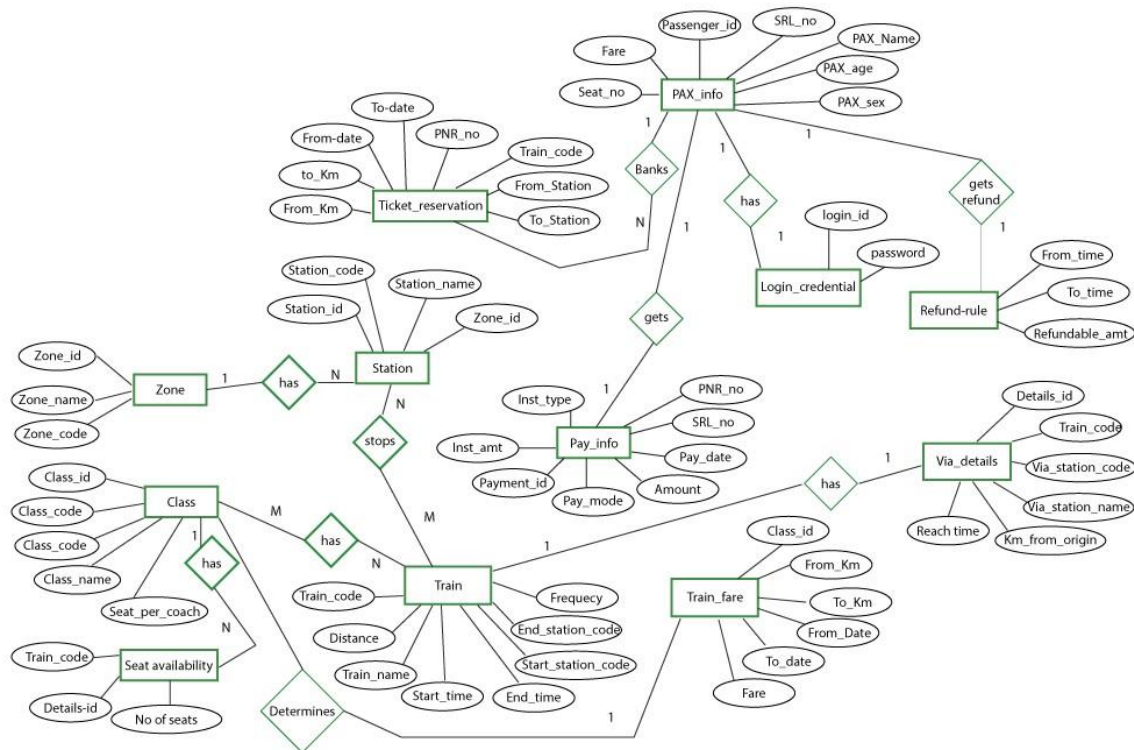 Passenger_id
SRL_no
Fare
PAX_Name
PAX_age
Seat_no
PAX_info
PAX_sex
To-date
From-date
PNR_no
Train_code
to_Km
From_Station
From_Km
Ticket_reservation
To_Station
1
Banks
N
1
1
gets
1
1
has
1
login_id
password
Login_credential
1
gets
refund
1
From_time
To_time
Refund-rule
Refundable_amt
Station_code
Station_name
Station_id
Zone_id
Station
Zone_id
Zone_name
Zone
Zone_code
1
has
N
N
stops
M
Inst_type
PNR_no
SRL_no
Inst_amt
Pay_info
Pay_date
Payment_id
Amount
Pay_mode
Details_id
Train_code
Via_details
Via_station_code
Via_station_name
Reach time
Km_from_origin
1
has
1
Class_id
Class
Class_code
Class_code
Class_name
Seat_per_coach
M
has
N
1
has
N
Train_code
Seat availability
Details-id
No of seats
Train
Train_code
Frequecy
Distance
End_station_code
Train_name
Start_station_code
Start_time
End_time
Class_id
From_Km
Train_fare
To_Km
From_Date
To_date
Fare
Determines
1